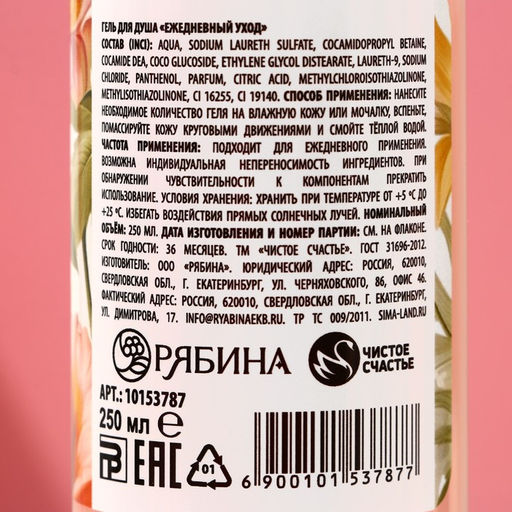 ГЕЛЬ ДЛЯ ДУША «ЕЖЕДНЕВНЫЙ УХОД»
СОСТАВ (INCI): AQUA, SODIUM LAURETH SULFATE, COCAMIDOPROPYL BETAINE,
COCAMIDE DEA, COCO GLUCOSIDE, ETHYLENE GLYCOL DISTEARATE, LAURETH-9, SODIUM
CHLORIDE, PANTHENOL, PARFUM, CITRIC ACID, METHYLCHLOROISOTHIAZOLINONE,
METHYLISOTHIAZOLINONE, CI 16255, CI 19140. СПОСОБ ПРИМЕНЕНИЯ: НАНЕСИТЕ
НЕОБХОДИМОЕ КОЛИЧЕСТВО ГЕЛЯ НА ВЛАЖНУЮ КОЖУ ИЛИ МОЧАЛКУ, ВСПЕНЬТЕ,
ПОМАССИРУЙТЕ КОЖУ КРУГОВЫМИ ДВИЖЕНИЯМИ И СМОЙТЕ ТЁПЛОЙ ВОДОЙ.
ЧАСТОТА ПРИМЕНЕНИЯ: ПОДХОДИТ ДЛЯ ЕЖЕДНЕВНОГО ПРИМЕНЕНИЯ.
ВОЗМОЖНА ИНДИВИДУАЛЬНАЯ НЕПЕРЕНОСИМОСТЬ ИНГРЕДИЕНТОВ. ПРИ
ОБНАРУЖЕНИИ ЧУВСТВИТЕЛЬНОСТИ К КОМПОНЕНТАМ ПРЕКРАТИТЬ
ИСПОЛЬЗОВАНИЕ. УСЛОВИЯ ХРАНЕНИЯ: ХРАНИТЬ ПРИ ТЕМПЕРАТУРЕ ОТ +5 °С ДО
+25 °С. ИЗБЕГАТЬ ВОЗДЕЙСТВИЯ ПРЯМЫХ СОЛНЕЧНЫХ ЛУЧЕЙ. НОМИНАЛЬНЫЙ
ОБЪЁМ: 250 МЛ. ДАТА ИЗГОТОВЛЕНИЯ И НОМЕР ПАРТИИ: СМ. НА ФЛАКОНЕ.
СРОК ГОДНОСТИ: 36 МЕСЯЦЕВ. ТМ «ЧИСТОЕ СЧАСТЬЕ». ГОСТ 31696-2012.
ИЗГОТОВИТЕЛЬ: ООО «РЯБИНА». ЮРИДИЧЕСКИЙ АДРЕС: РОССИЯ, 620010,
СВЕРДЛОВСКАЯ ОБЛ., Г. ЕКАТЕРИНБУРГ, УЛ. ЧЕРНЯХОВСКОГО, 86, ОФИС 46.
ФАКТИЧЕСКИЙ АДРЕС: РОССИЯ, 620010, СВЕРДЛОВСКАЯ ОБЛ., Г. ЕКАТЕРИНБУРГ,
УЛ. ДИМИТРОВА, 17. INFO@RYABINAEKB.RU. ТР ТС 009/2011. SIMA-LAND.RU
РЯБИНА ЧИСТОЕ
СЧАСТЬЕ
АРТ.: 10153787
250 мл e
РР ЕАС 01
6 900101 537877